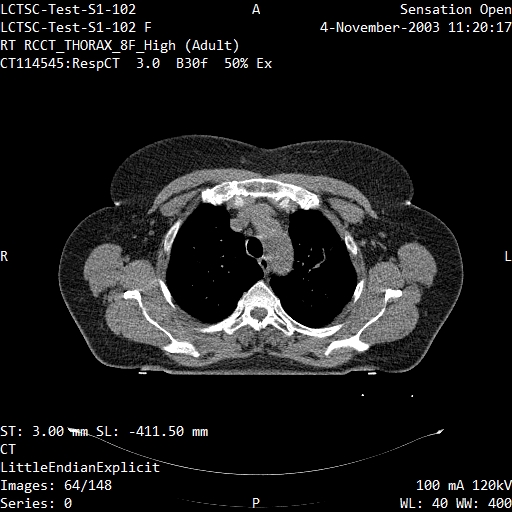 LCTSC-Test-S1-102
A
Sensation Open
LCTSC-Test-S1-102 F
4-November-2003 11:20:17
RT RCCT_THORAX_8F_High (Adult)
CT114545:RespCT 3.0 B30f 50% Ex
R
L
ST: 3.00 mm SL: -411.50 mm
CT
LittleEndianExplicit
Images: 64/148
100 mA 120kV
Series: 0
P
WL: 40 WW: 400